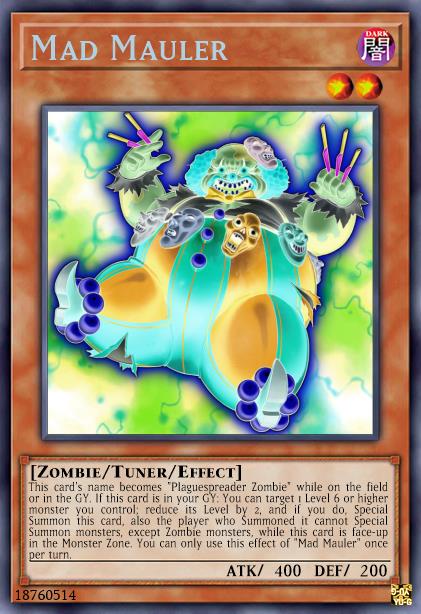 Mad Mauler
DARK
闇
[Zombie/Tuner/Effect]
This card's name becomes "Plaguespreader Zombie" while on the field
or in the GY. If this card is in your GY: You can target 1 Level 6 or higher
monster you control; reduce its Level by 2, and if you do, Special
Summon this card, also the player who Summoned it cannot Special
Summon monsters, except Zombie monsters, while this card is face-up
in the Monster Zone. You can only use this effect of "Mad Mauler" once
per turn.
ATK/ 400 DEF/ 200
18760514